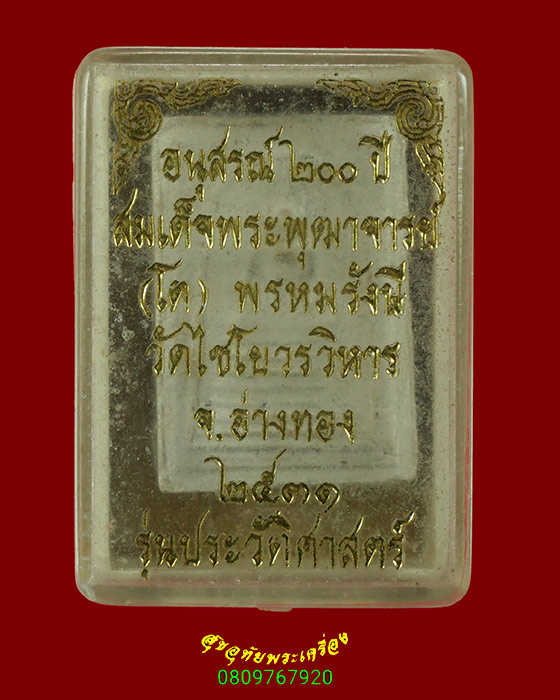 อนุสรณ์ ๒๐๐ ปี
สมเด็จพระพุฒาจารย์
(โต) พรหมรังษี
วัดไชโยวรวิหาร
จ.อ่างทอง
๒๕๓๑
รุ่นประวัติศาสตร์
สุขอุทัยพระเครื่อง
0809767920